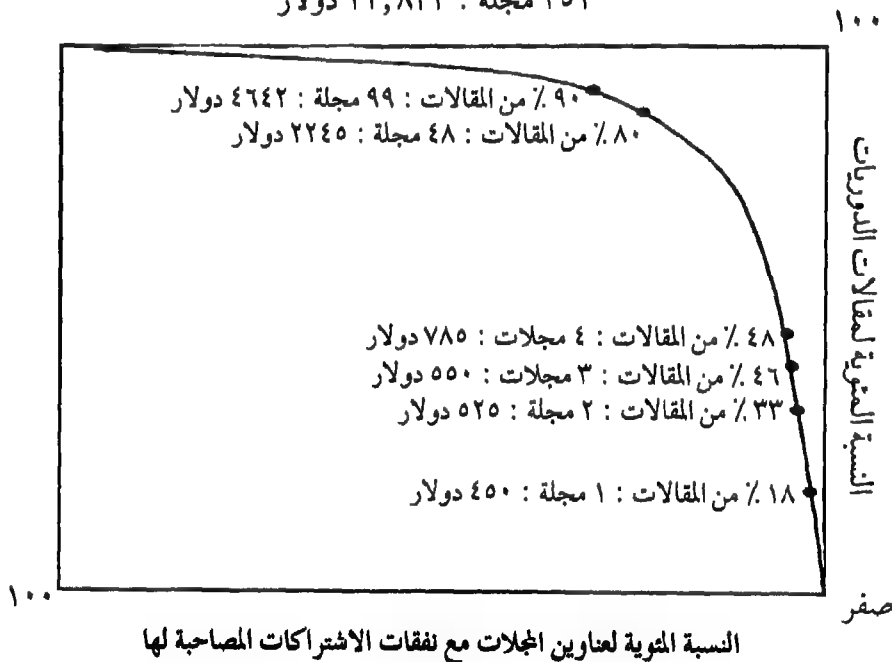 مجلة : دولار
١٠٠
٩٠ ٪ من المقالات : ٩٩ مجلة : ٤٦٤٢ دولار
٨٠ ٪ من المقالات : ٤٨ مجلة : ٢٢٤٥ دولار
النسبة المئوية لمقالات الدوريات
٤٨ ٪ من المقالات : ٤ مجلات : ٧٨٥ دولار
٤٦ ٪ من المقالات : ٣ مجلات : ٥٥٠ دولار
٣٣ ٪ من المقالات : ٢ مجلة : ٥٢٥ دولار
١٨ ٪ من المقالات : ١ مجلة : ٤٥٠ دولار
صفر
١٠٠
النسبة المئوية لعناوين المجلات مع نفقات الاشتراكات المصاحبة لها